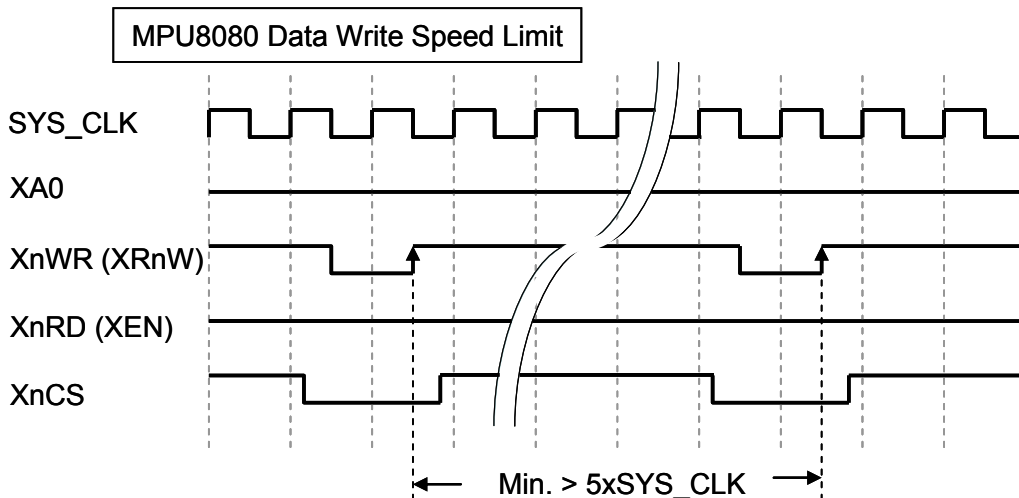 MPU8080 Data Write Speed Limit
SYS_CLK
XA0
XnWR (XRnW)
XnRD (XEN)
XnCS
Min. > 5xSYS_CLK